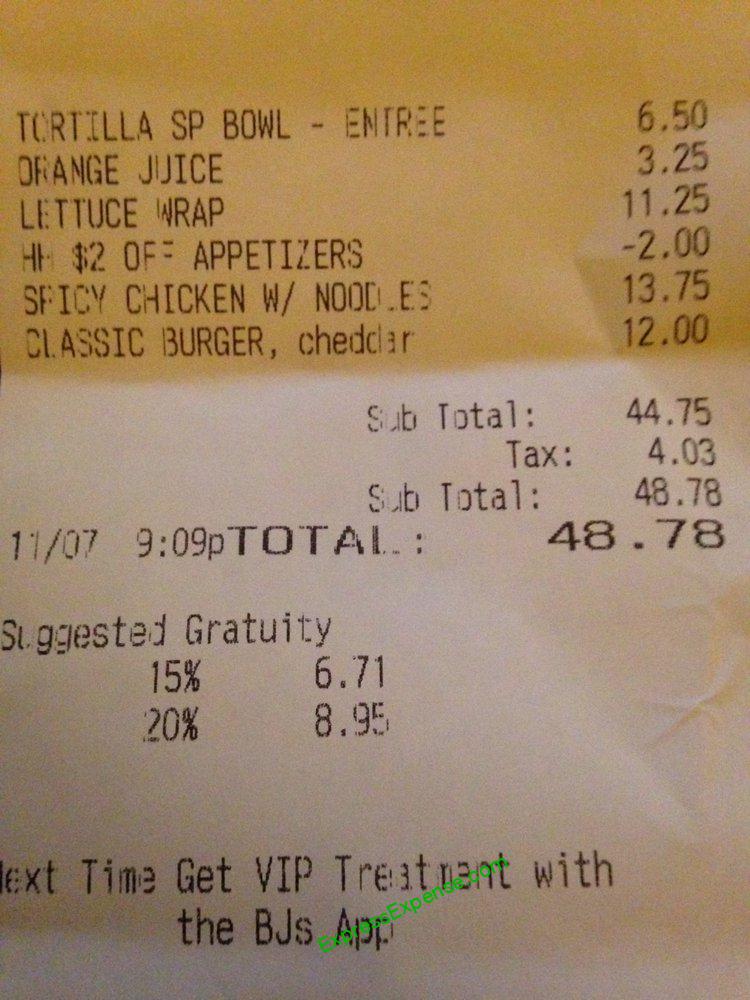 TORTILLA SP BOWL - ENTREE 6.50
ORANGE JUICE 3.25
LETTUCE WRAP 11.25
HH $2 OFF APPETIZERS -2.00
SPICY CHICKEN W/ NOODLES 13.75
CLASSIC BURGER, cheddar 12.00
Sub Total: 44.75
Tax: 4.03
Sub Total: 48.78
11/07 9:09pTOTAL: 48.78
Suggested Gratuity
15% 6.71
20% 8.95
Next Time Get VIP Treatment with
the BJs App
ExpressExpense.com